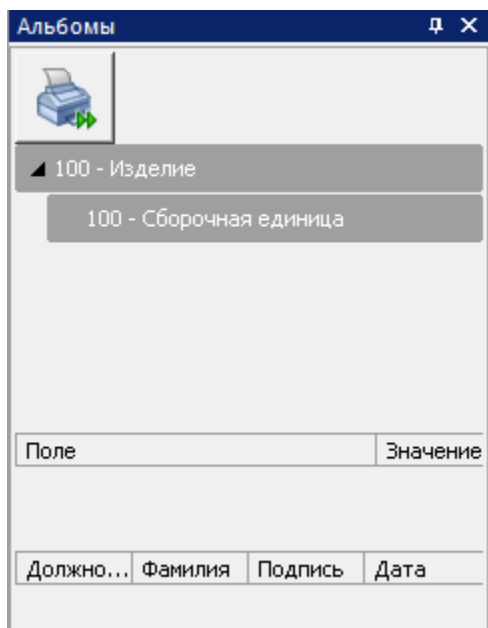 Альбомы
100 - Изделие
100 - Сборочная единица
Поле Значение
Должно... Фамилия Подпись Дата